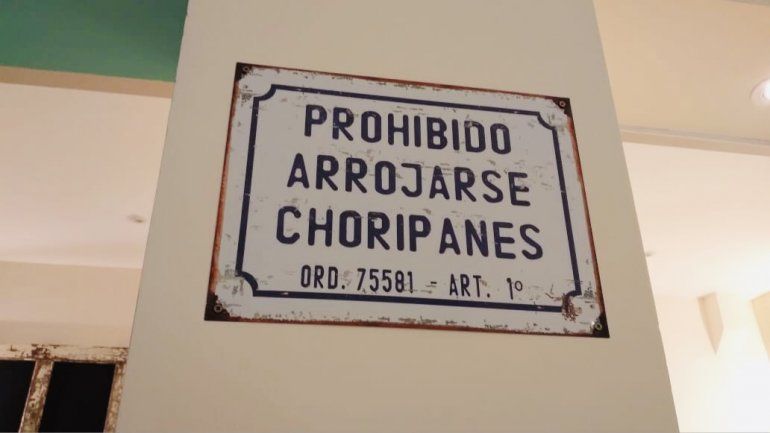 PROHIBIDO
ARROJARSE
CHORIPANES
ORD. 75581 - ART. 1º